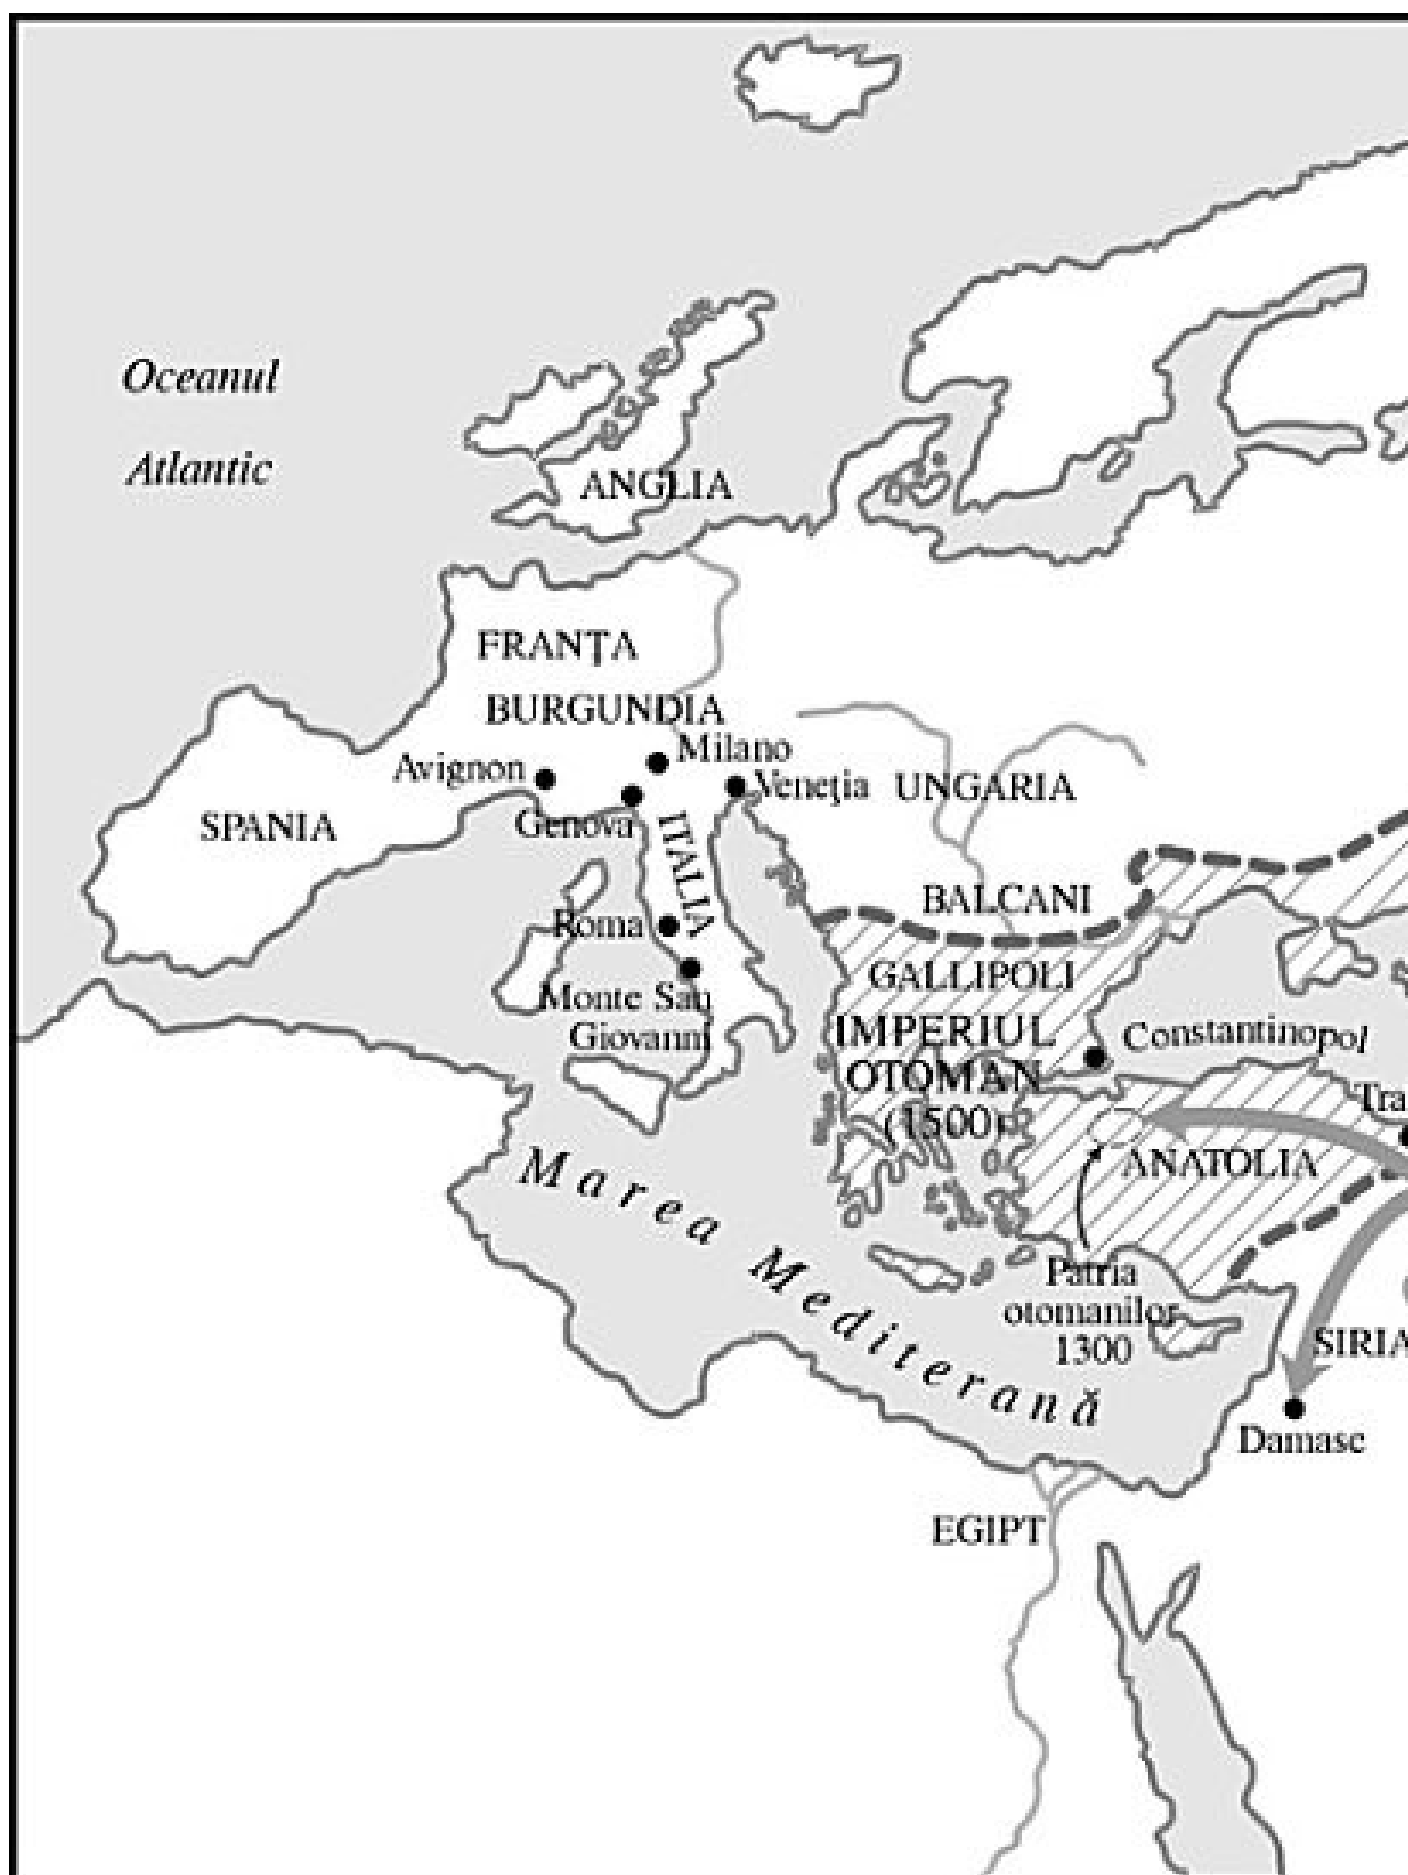 Oceanul
Atlantic
ANGLIA
FRANȚA
BURGUNDIA
Milano
Avignon
Veneția
UNGARIA
SPANIA
Genova
ITALIA
BALCANI
Roma
GALLIPOLI
Monte San
Giovanni
IMPERIUL
OTOMAN
(1500)
Constantinopol
Tra
ANATOLIA
Marea Mediterană
Patria
otomanilor
1300
SIRIA
Damasc
EGIPT